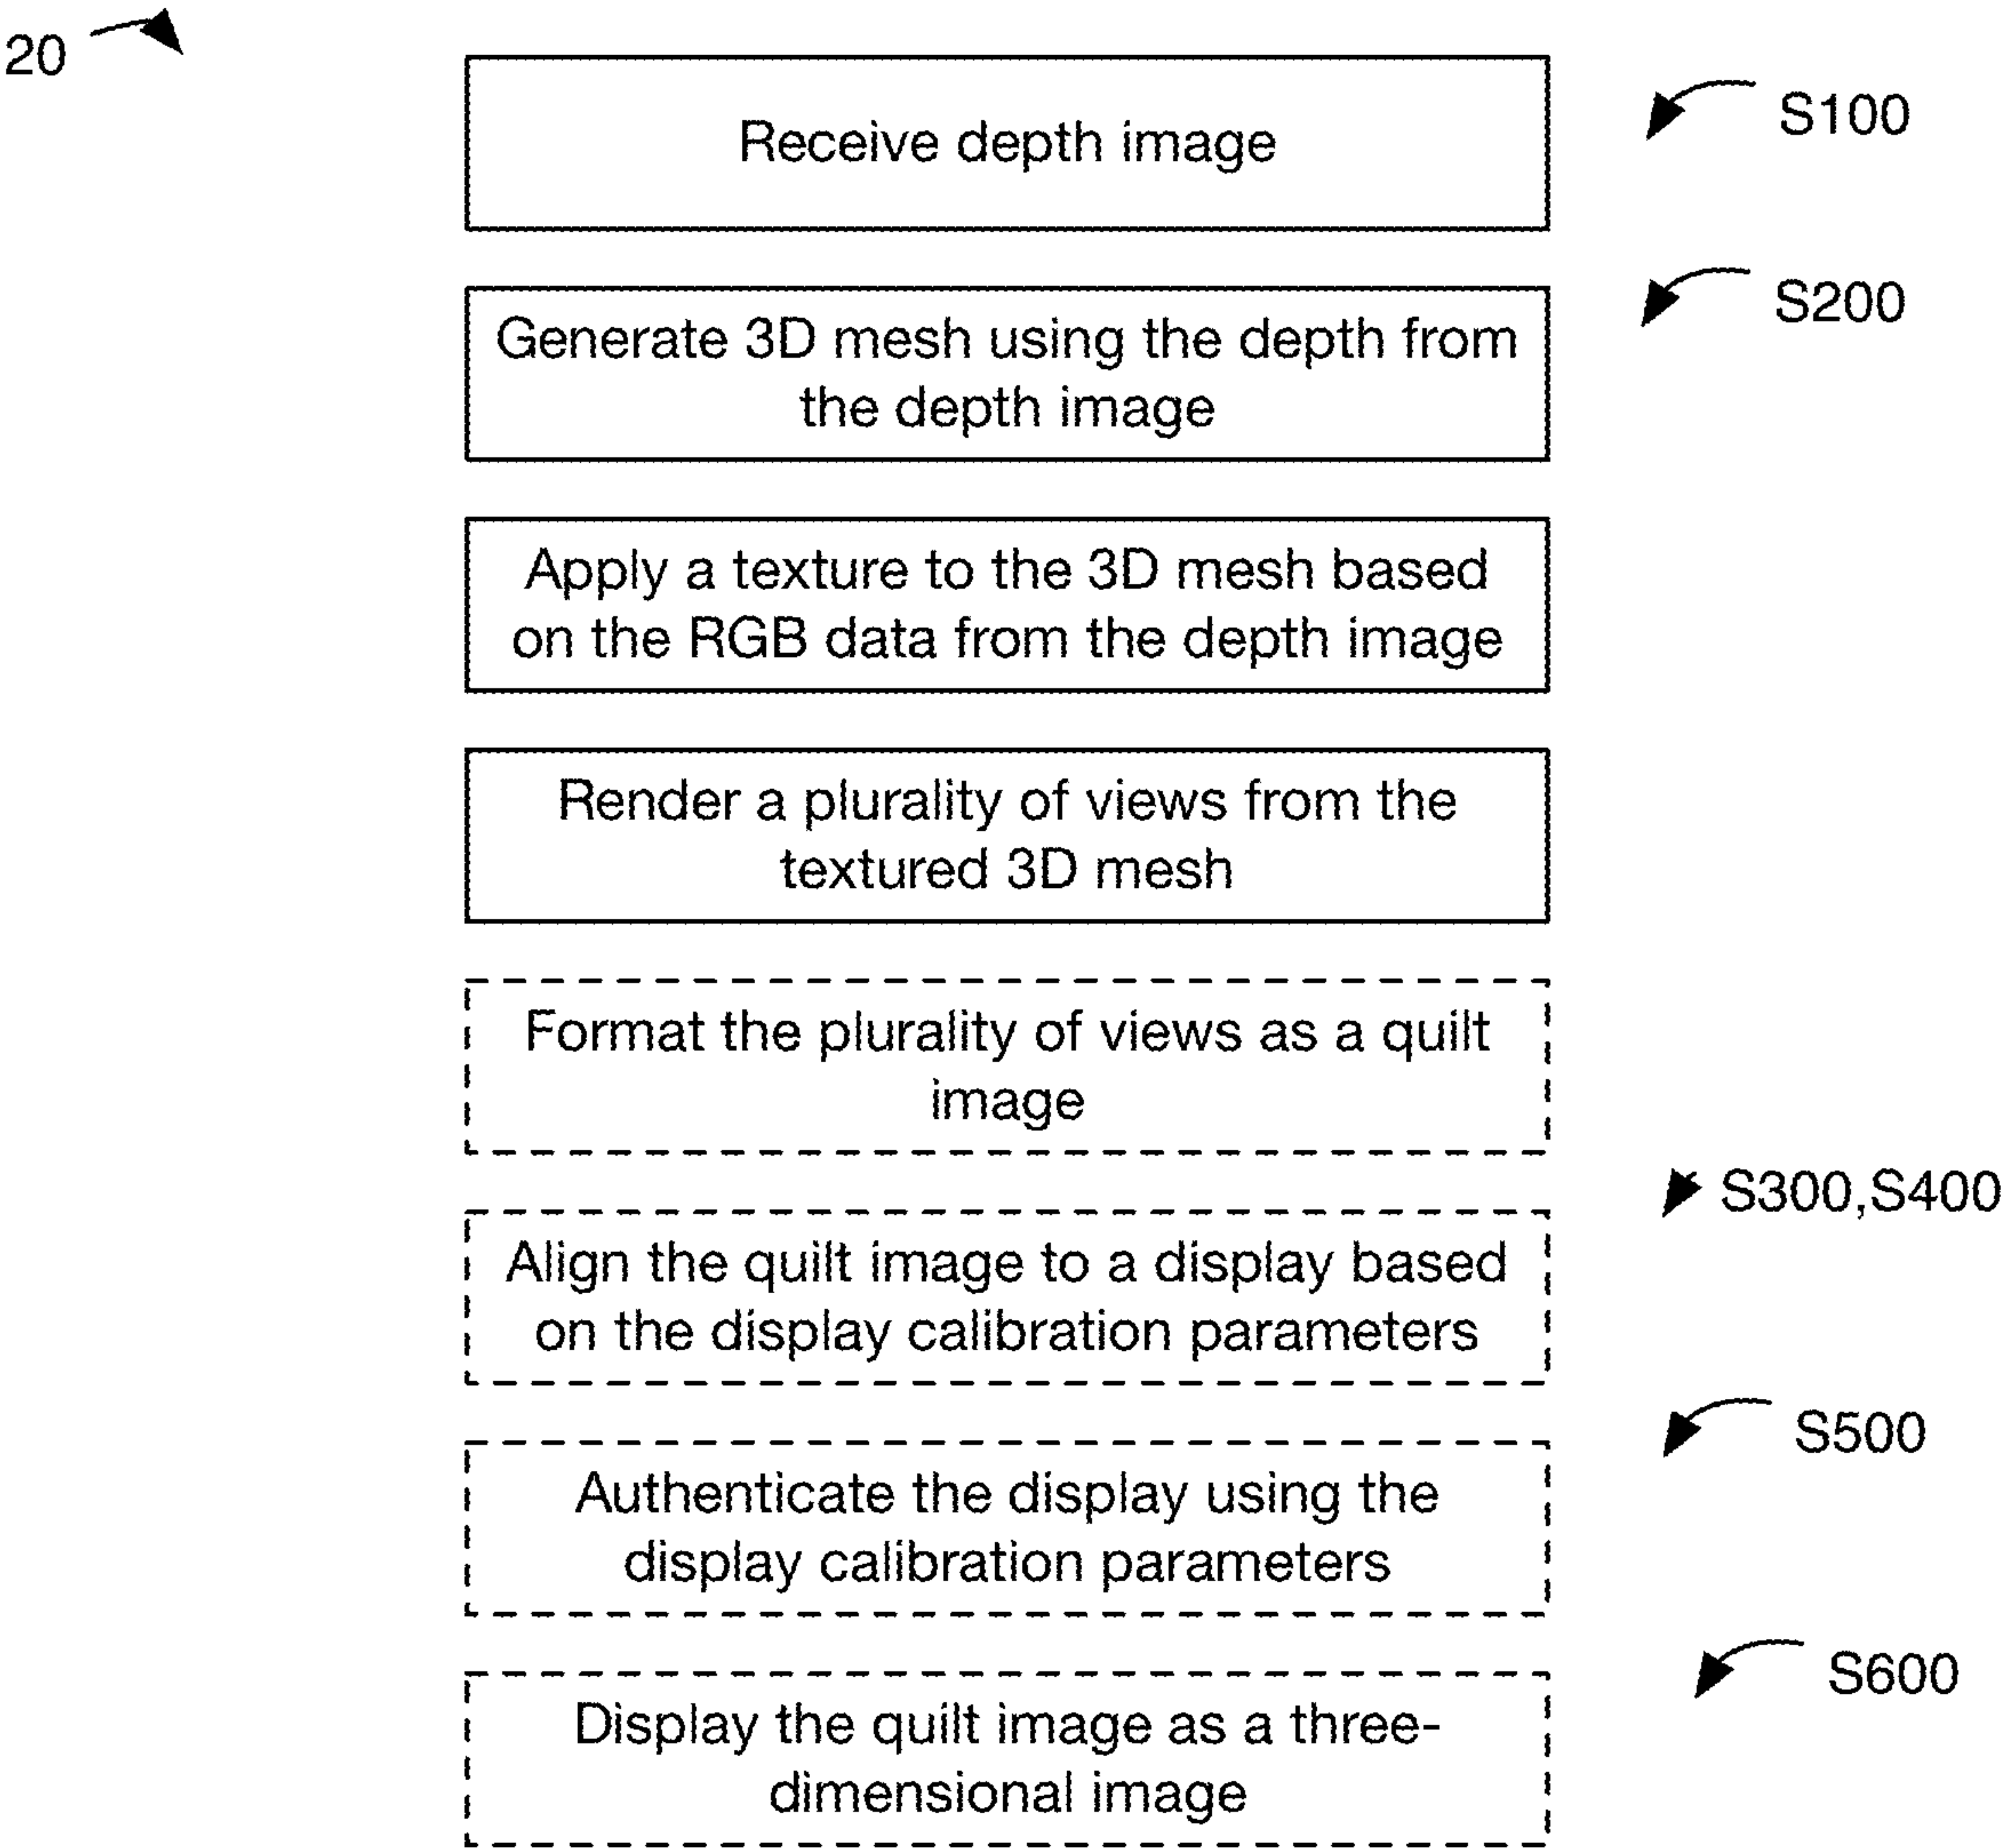 20
Receive depth image
S100
Generate 3D mesh using the depth from
the depth image
S200
Apply a texture to the 3D mesh based
on the RGB data from the depth image
Render a plurality of views from the
textured 3D mesh
Format the plurality of views as a quilt
image
S300,S400
Align the quilt image to a display based
on the display calibration parameters
S500
Authenticate the display using the
display calibration parameters
S600
Display the quilt image as a three-
dimensional image